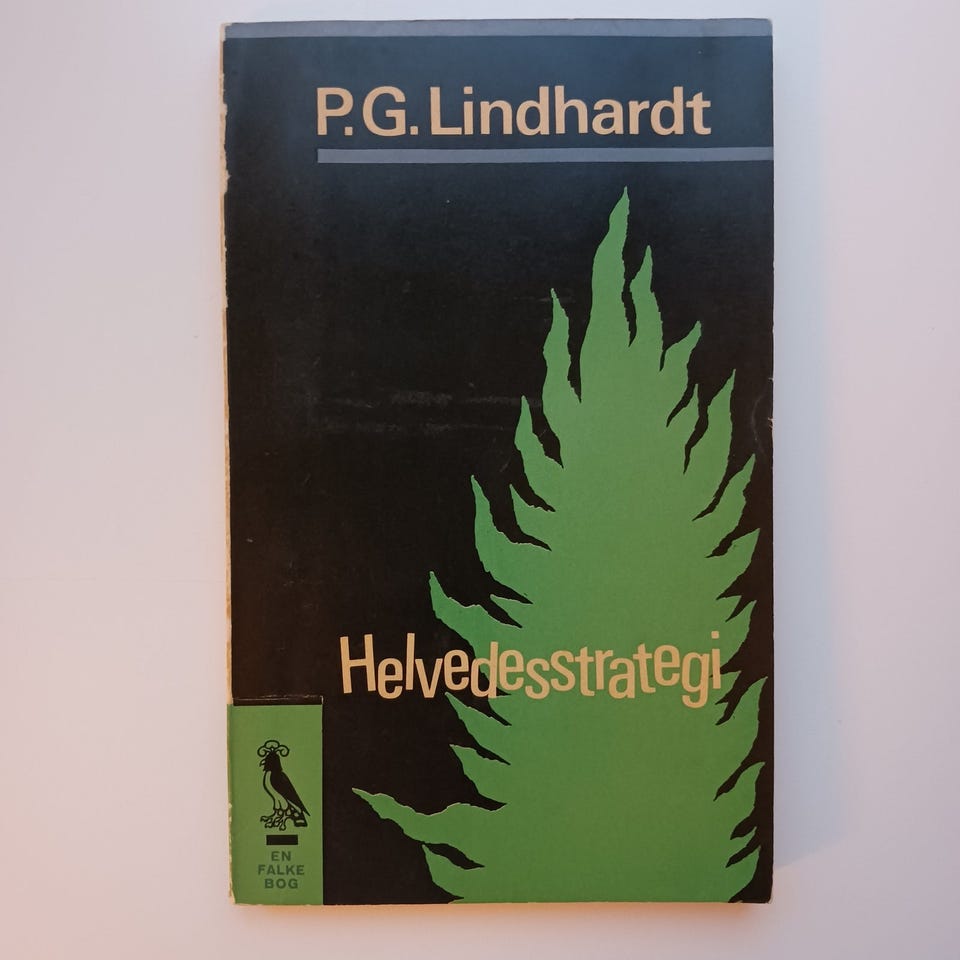 P.G. Lindhardt
Helvedesstrategi
EN
FALKE
BOG